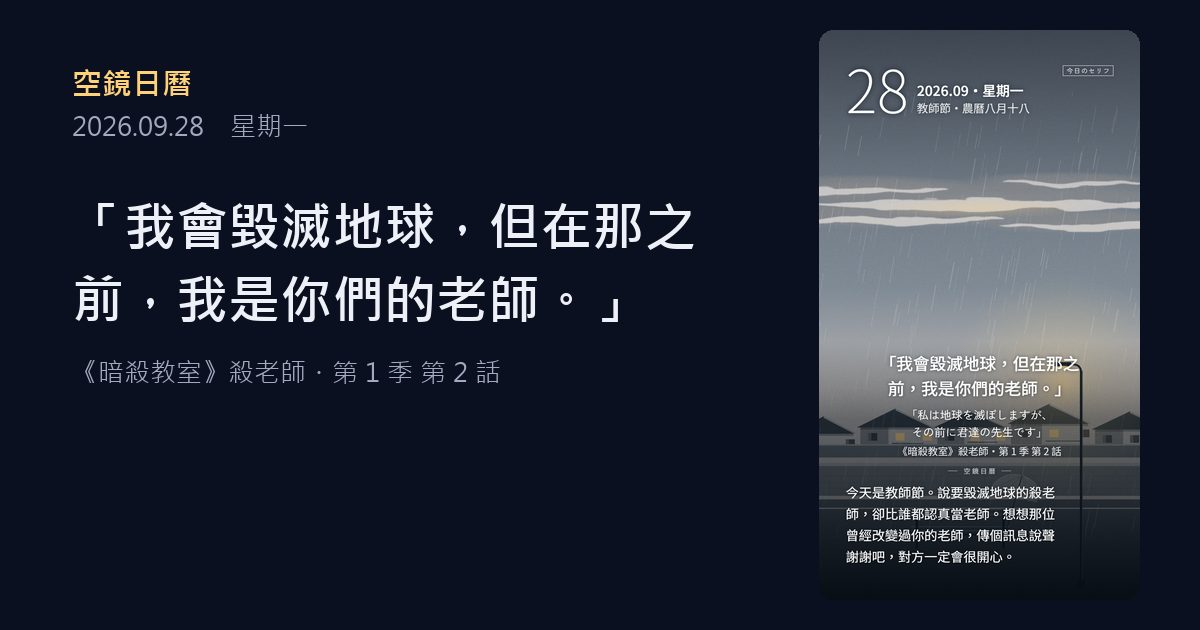 空鏡日曆
2026.09.28 星期一
「我會毀滅地球，但在那之
前，我是你們的老師。」
《暗殺教室》殺老師・第 1 季 第 2 話
今日のセリフ
28
2026.09・星期一
教師節・農曆八月十八
「我會毀滅地球，但在那之
前，我是你們的老師。」
「私は地球を滅ぼしますが、
その前に君達の先生です」
《暗殺教室》殺老師・第 1 季 第 2 話
— 空鏡日曆 —
今天是教師節。說要毀滅地球的殺老
師，卻比誰都認真當老師。想想那位
曾經改變過你的老師，傳個訊息說聲
謝謝吧，對方一定會很開心。